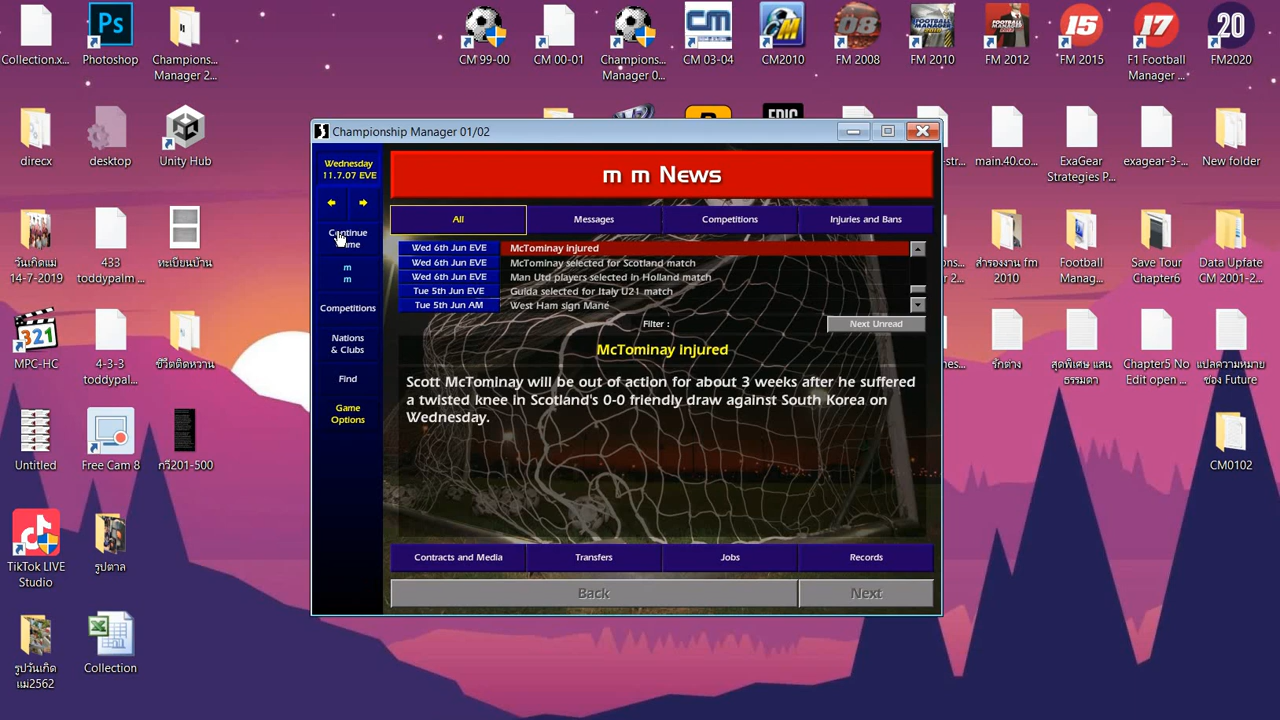 Collection.x...
Photoshop
Champions...
Manager 2...
CM 99-00
CM 00-01
Champions...
Manager 0...
CM 03-04
CM2010
FM 2008
FM 2010
FM 2012
FM 2015
F1 Football
Manager ...
FM2020
direcx
desktop
Unity Hub
main.40.co...
ExaGear
Strategies P...
exagear-3-...
New folder
วันเกิดแม่
14-7-2019
433
toddypalm...
ทะเบียนบ้าน
สำรองงาน fm
2010
Football
Manag...
Save Tour
Chapter6
Data Upfate
CM 2001-2...
MPC-HC
4-3-3
toddypal...
ชีวิตติดหวาน
รักต่าง
สุดพิเศษ แสน
ธรรมดา
Chapter5 No
Edit open ...
แปลความหมาย
ของ Future
Untitled
Free Cam 8
กวี201-500
CM0102
TikTok LIVE
Studio
รูปตาล
รูปวันเกิด
แม่2562
Collection
Championship Manager 01/02
Wednesday
11.7.07 EVE
Continue
m
m
Competitions
Nations
& Clubs
Find
Game
Options
m m News
All
Messages
Competitions
Injuries and Bans
Wed 6th Jun EVE McTominay injured
Wed 6th Jun EVE McTominay selected for Scotland match
Wed 6th Jun EVE Man Utd players selected in Holland match
Tue 5th Jun EVE Guida selected for Italy U21 match
Tue 5th Jun AM West Ham sign Mané
Filter :
Next Unread
McTominay injured
Scott McTominay will be out of action for about 3 weeks after he suffered
a twisted knee in Scotland's 0-0 friendly draw against South Korea on
Wednesday.
Contracts and Media
Transfers
Jobs
Records
Back
Next